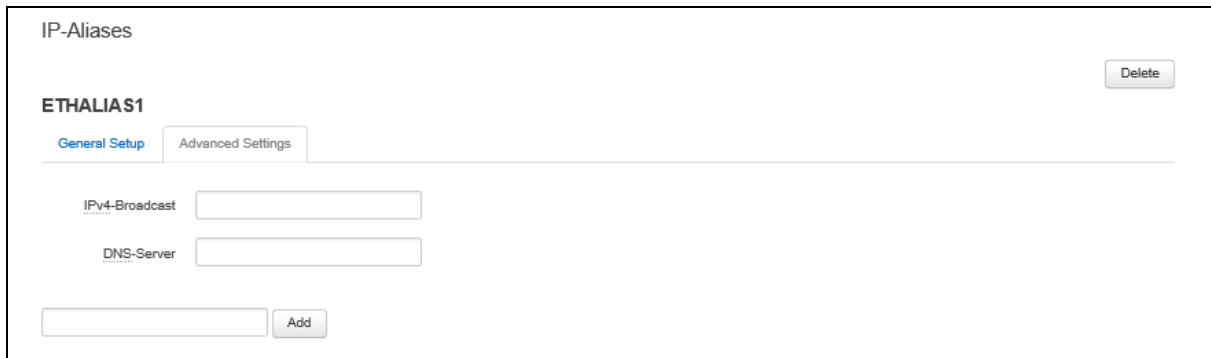 IP-Aliases
Delete
ETHALIAS1
General Setup Advanced Settings
IPv4-Broadcast
DNS-Server
Add